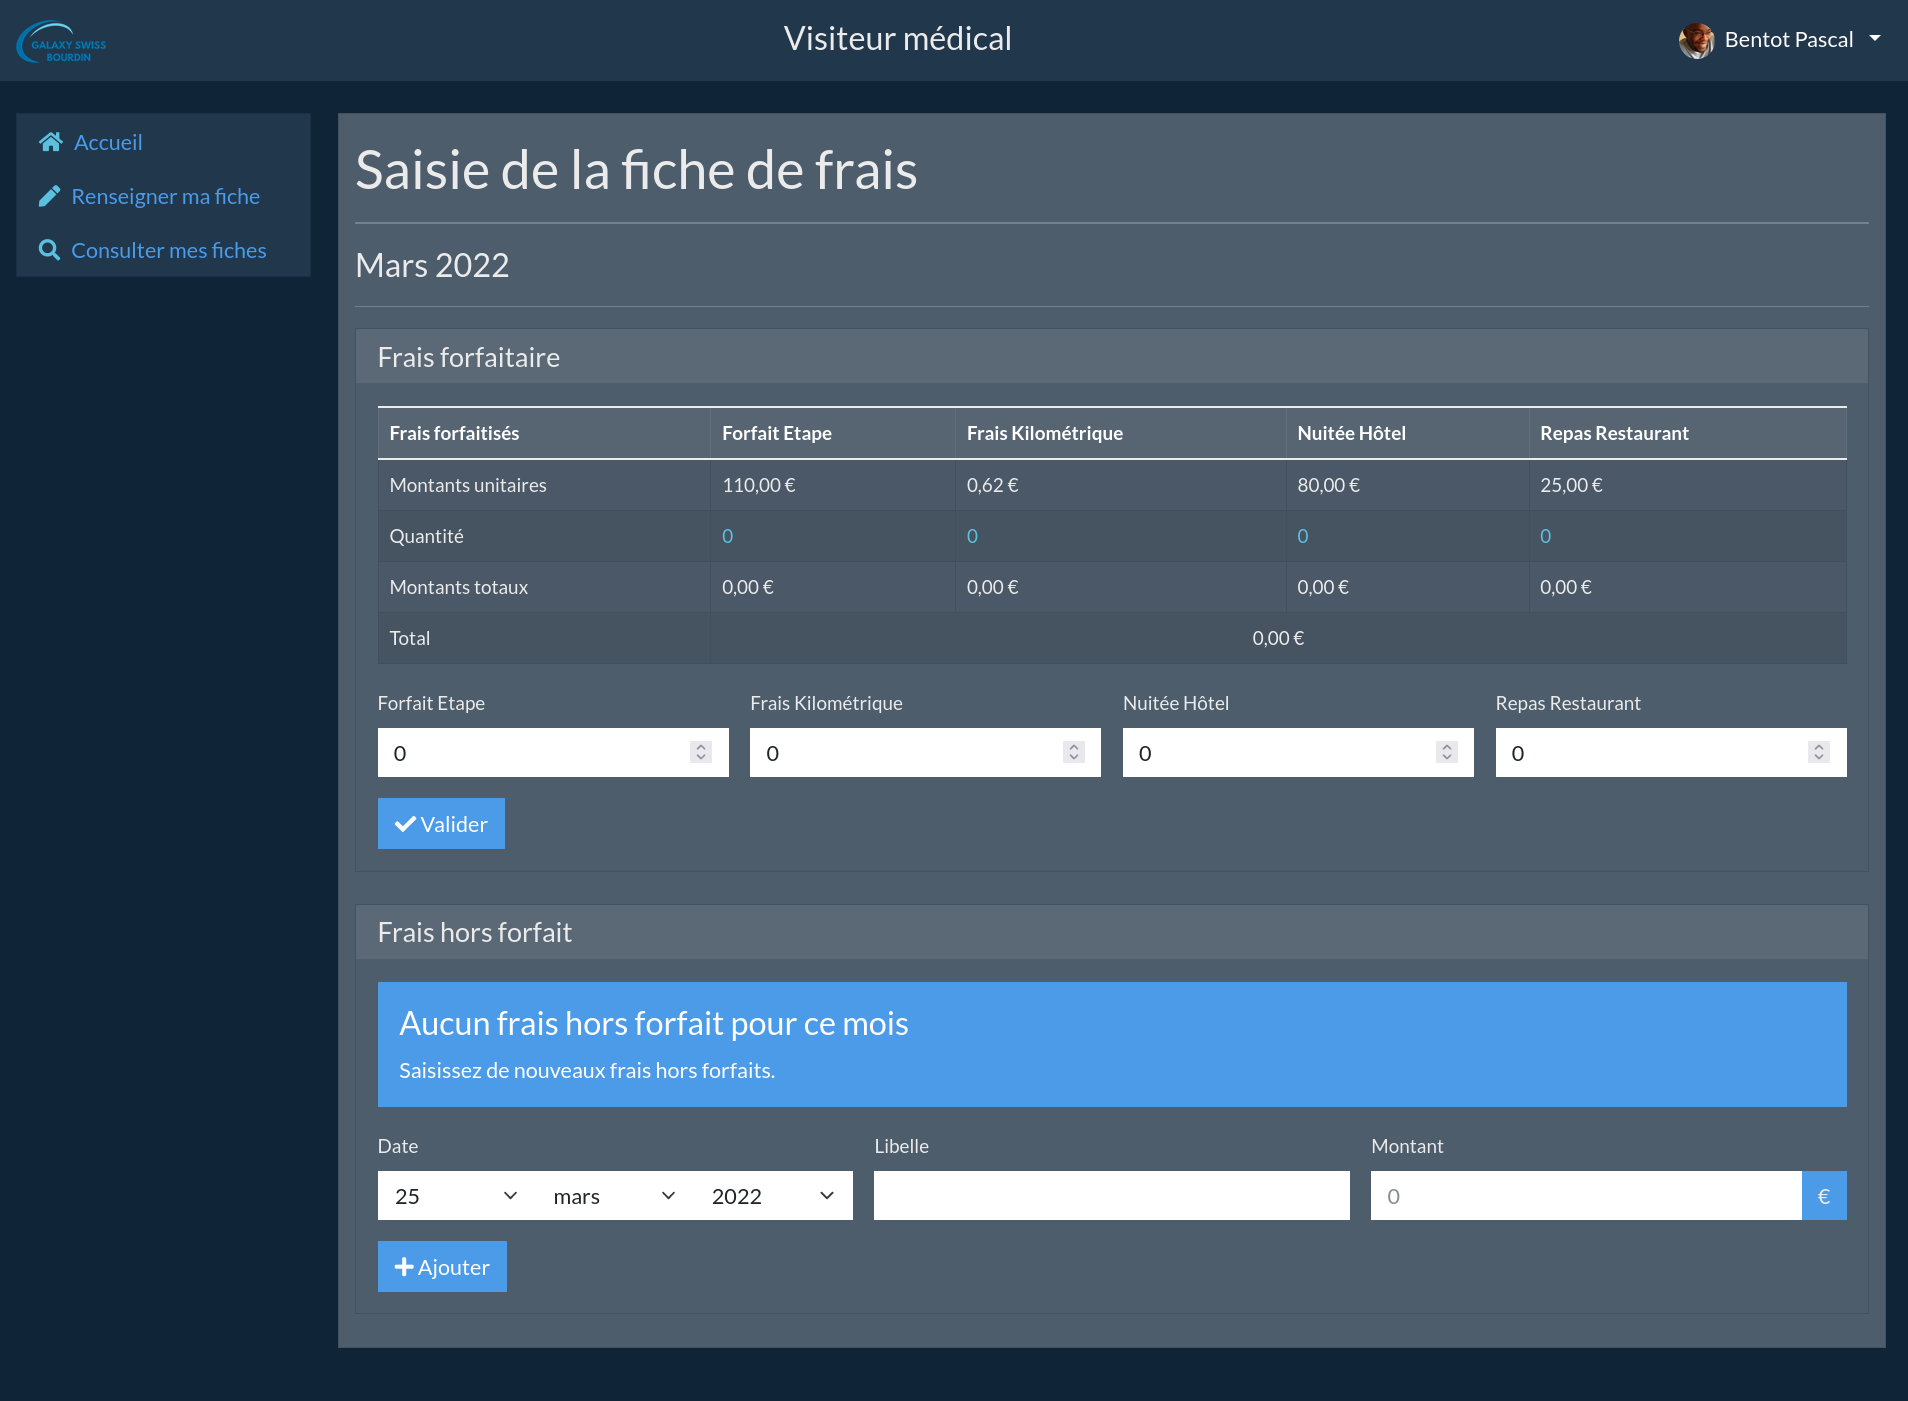 GALAXY SWISS
BOURDIN
Visiteur médical
Bentot Pascal
Accueil
Renseigner ma fiche
Consulter mes fiches
Saisie de la fiche de frais
Mars 2022
Frais forfaitaire
Frais forfaitisés Forfait Etape Frais Kilométrique Nuitée Hôtel Repas Restaurant
Montants unitaires 110,00 € 0,62 € 80,00 € 25,00 €
Quantité 0 0 0 0
Montants totaux 0,00 € 0,00 € 0,00 € 0,00 €
Total 0,00 €
Forfait Etape Frais Kilométrique Nuitée Hôtel Repas Restaurant
0 0 0 0
Valider
Frais hors forfait
Aucun frais hors forfait pour ce mois
Saisissez de nouveaux frais hors forfaits.
Date Libelle Montant
25 mars 2022 0 €
Ajouter